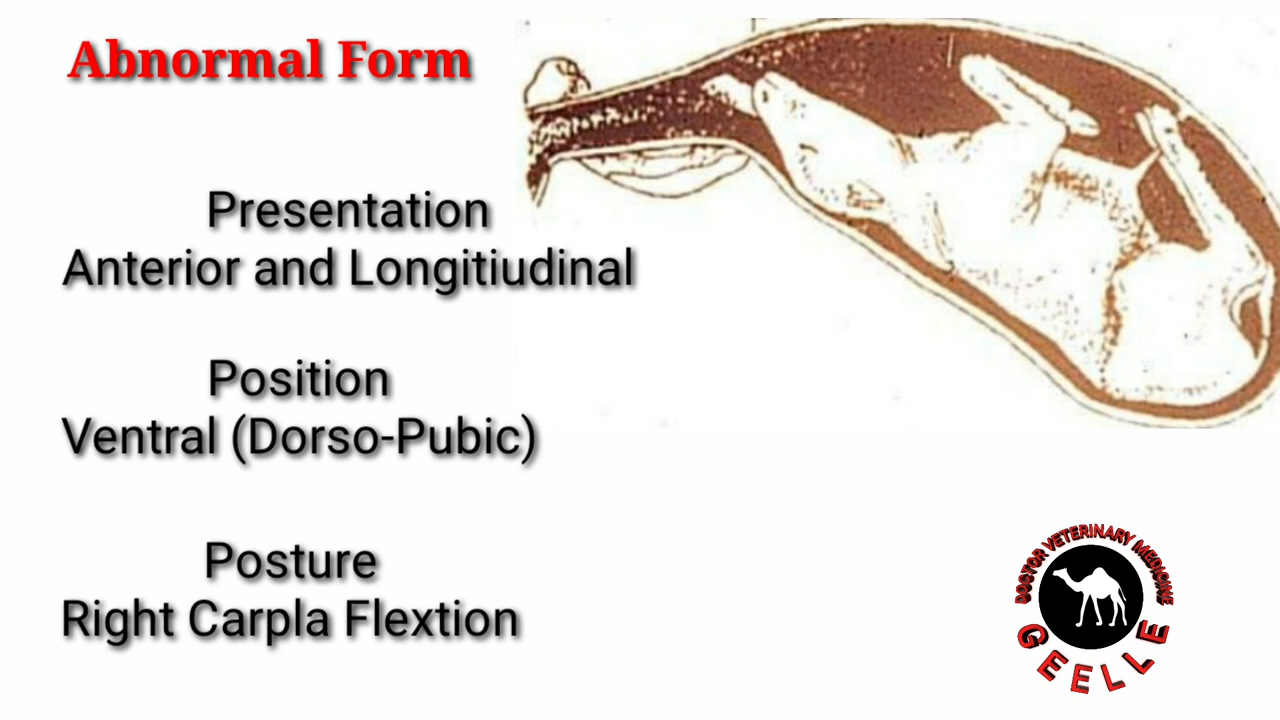 Abnormal Form
Presentation
Anterior and Longitiudinal
Position
Ventral (Dorso-Pubic)
Posture
Right Carpla Flextion
DOCTOR VETERINARY MEDICINE
GEELLE